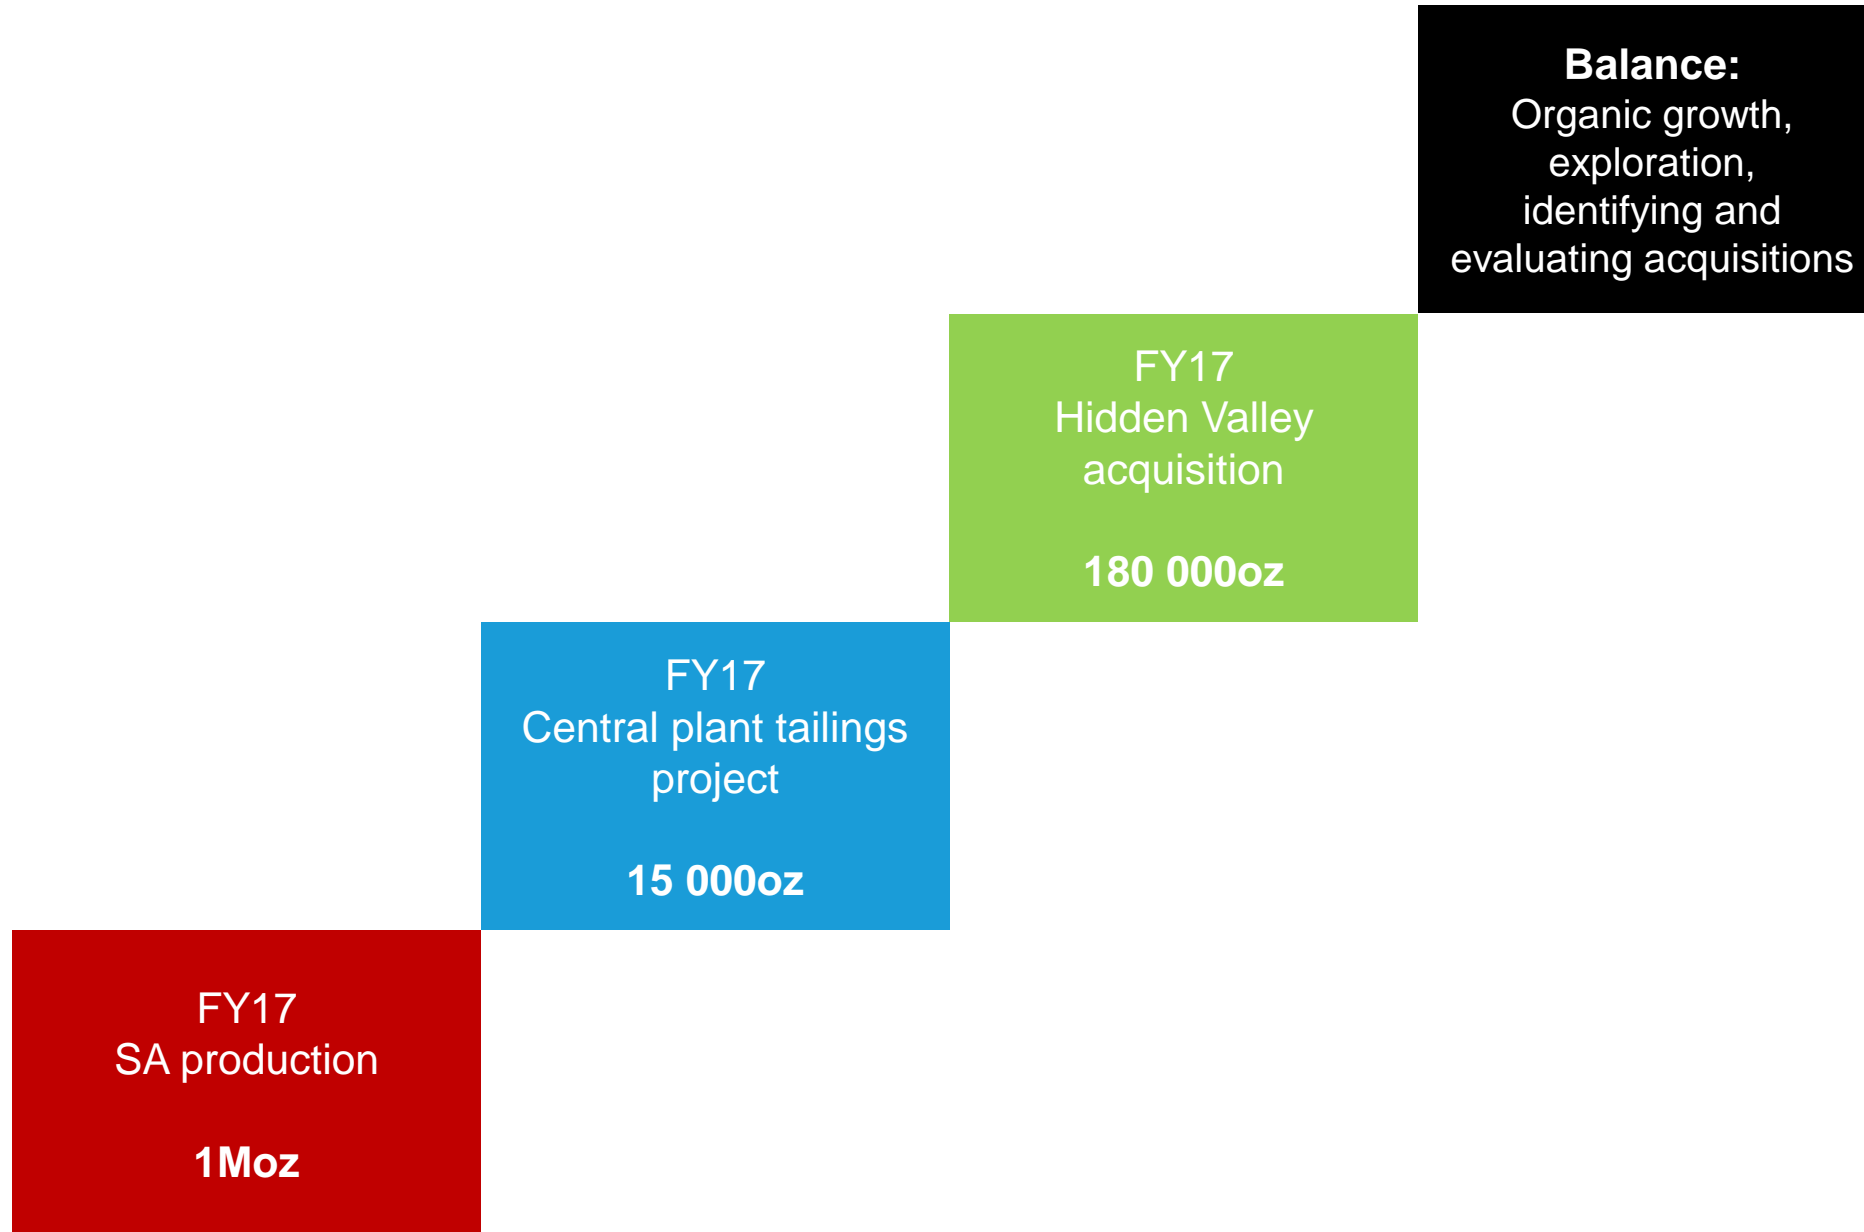 Balance:
Organic growth,
exploration,
identifying and
evaluating acquisitions
FY17
Hidden Valley
acquisition
180 000oz
FY17
Central plant tailings
project
15 000oz
FY17
SA production
1Moz